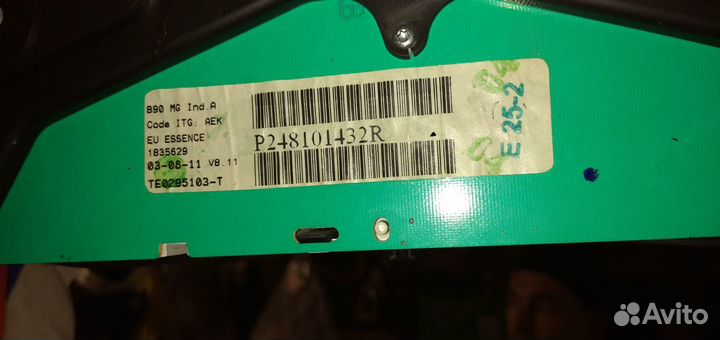 B90 MG Ind.A
Code ITG: AEK
EU ESSENCE
1835629
03-08-11 V8.11
TE0295103-T
P248101432R
E 25-2
Avito